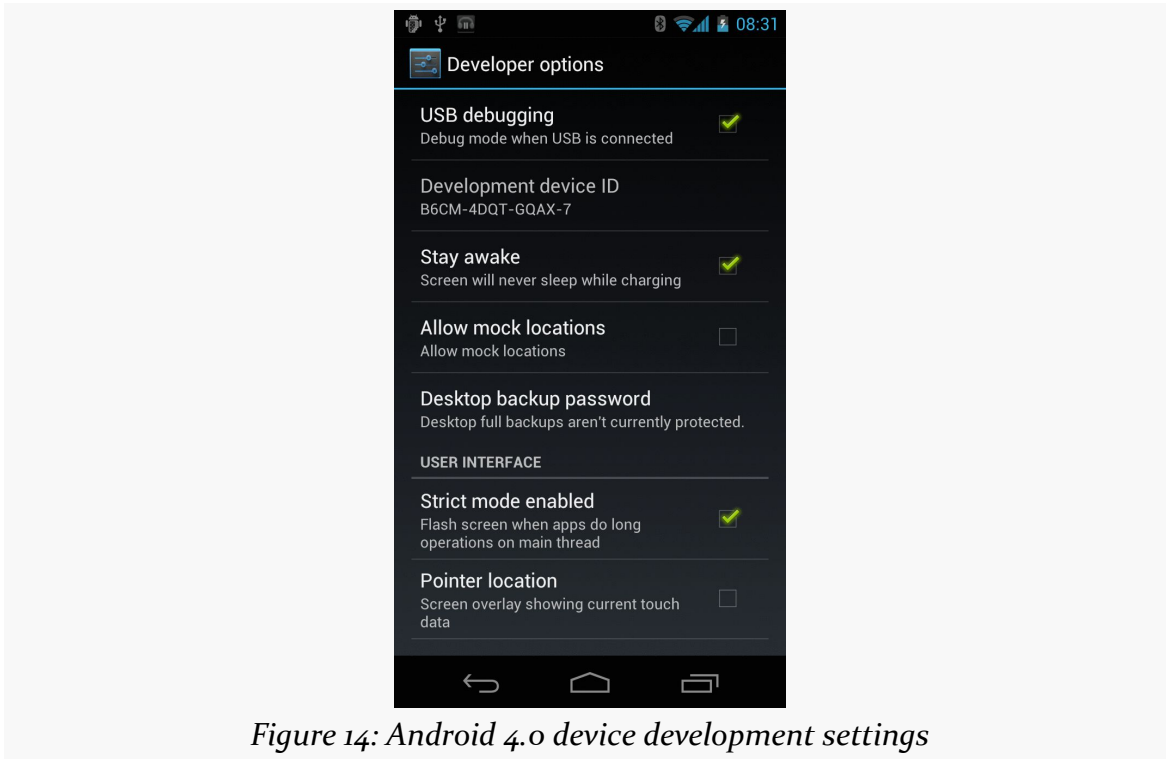 08:31
Developer options
USB debugging
Debug mode when USB is connected
Development device ID
B6CM-4DQT-GQAX-7
Stay awake
Screen will never sleep while charging
Allow mock locations
Allow mock locations
Desktop backup password
Desktop full backups aren't currently protected.
USER INTERFACE
Strict mode enabled
Flash screen when apps do long
operations on main thread
Pointer location
Screen overlay showing current touch
data
Figure 14: Android 4.0 device development settings